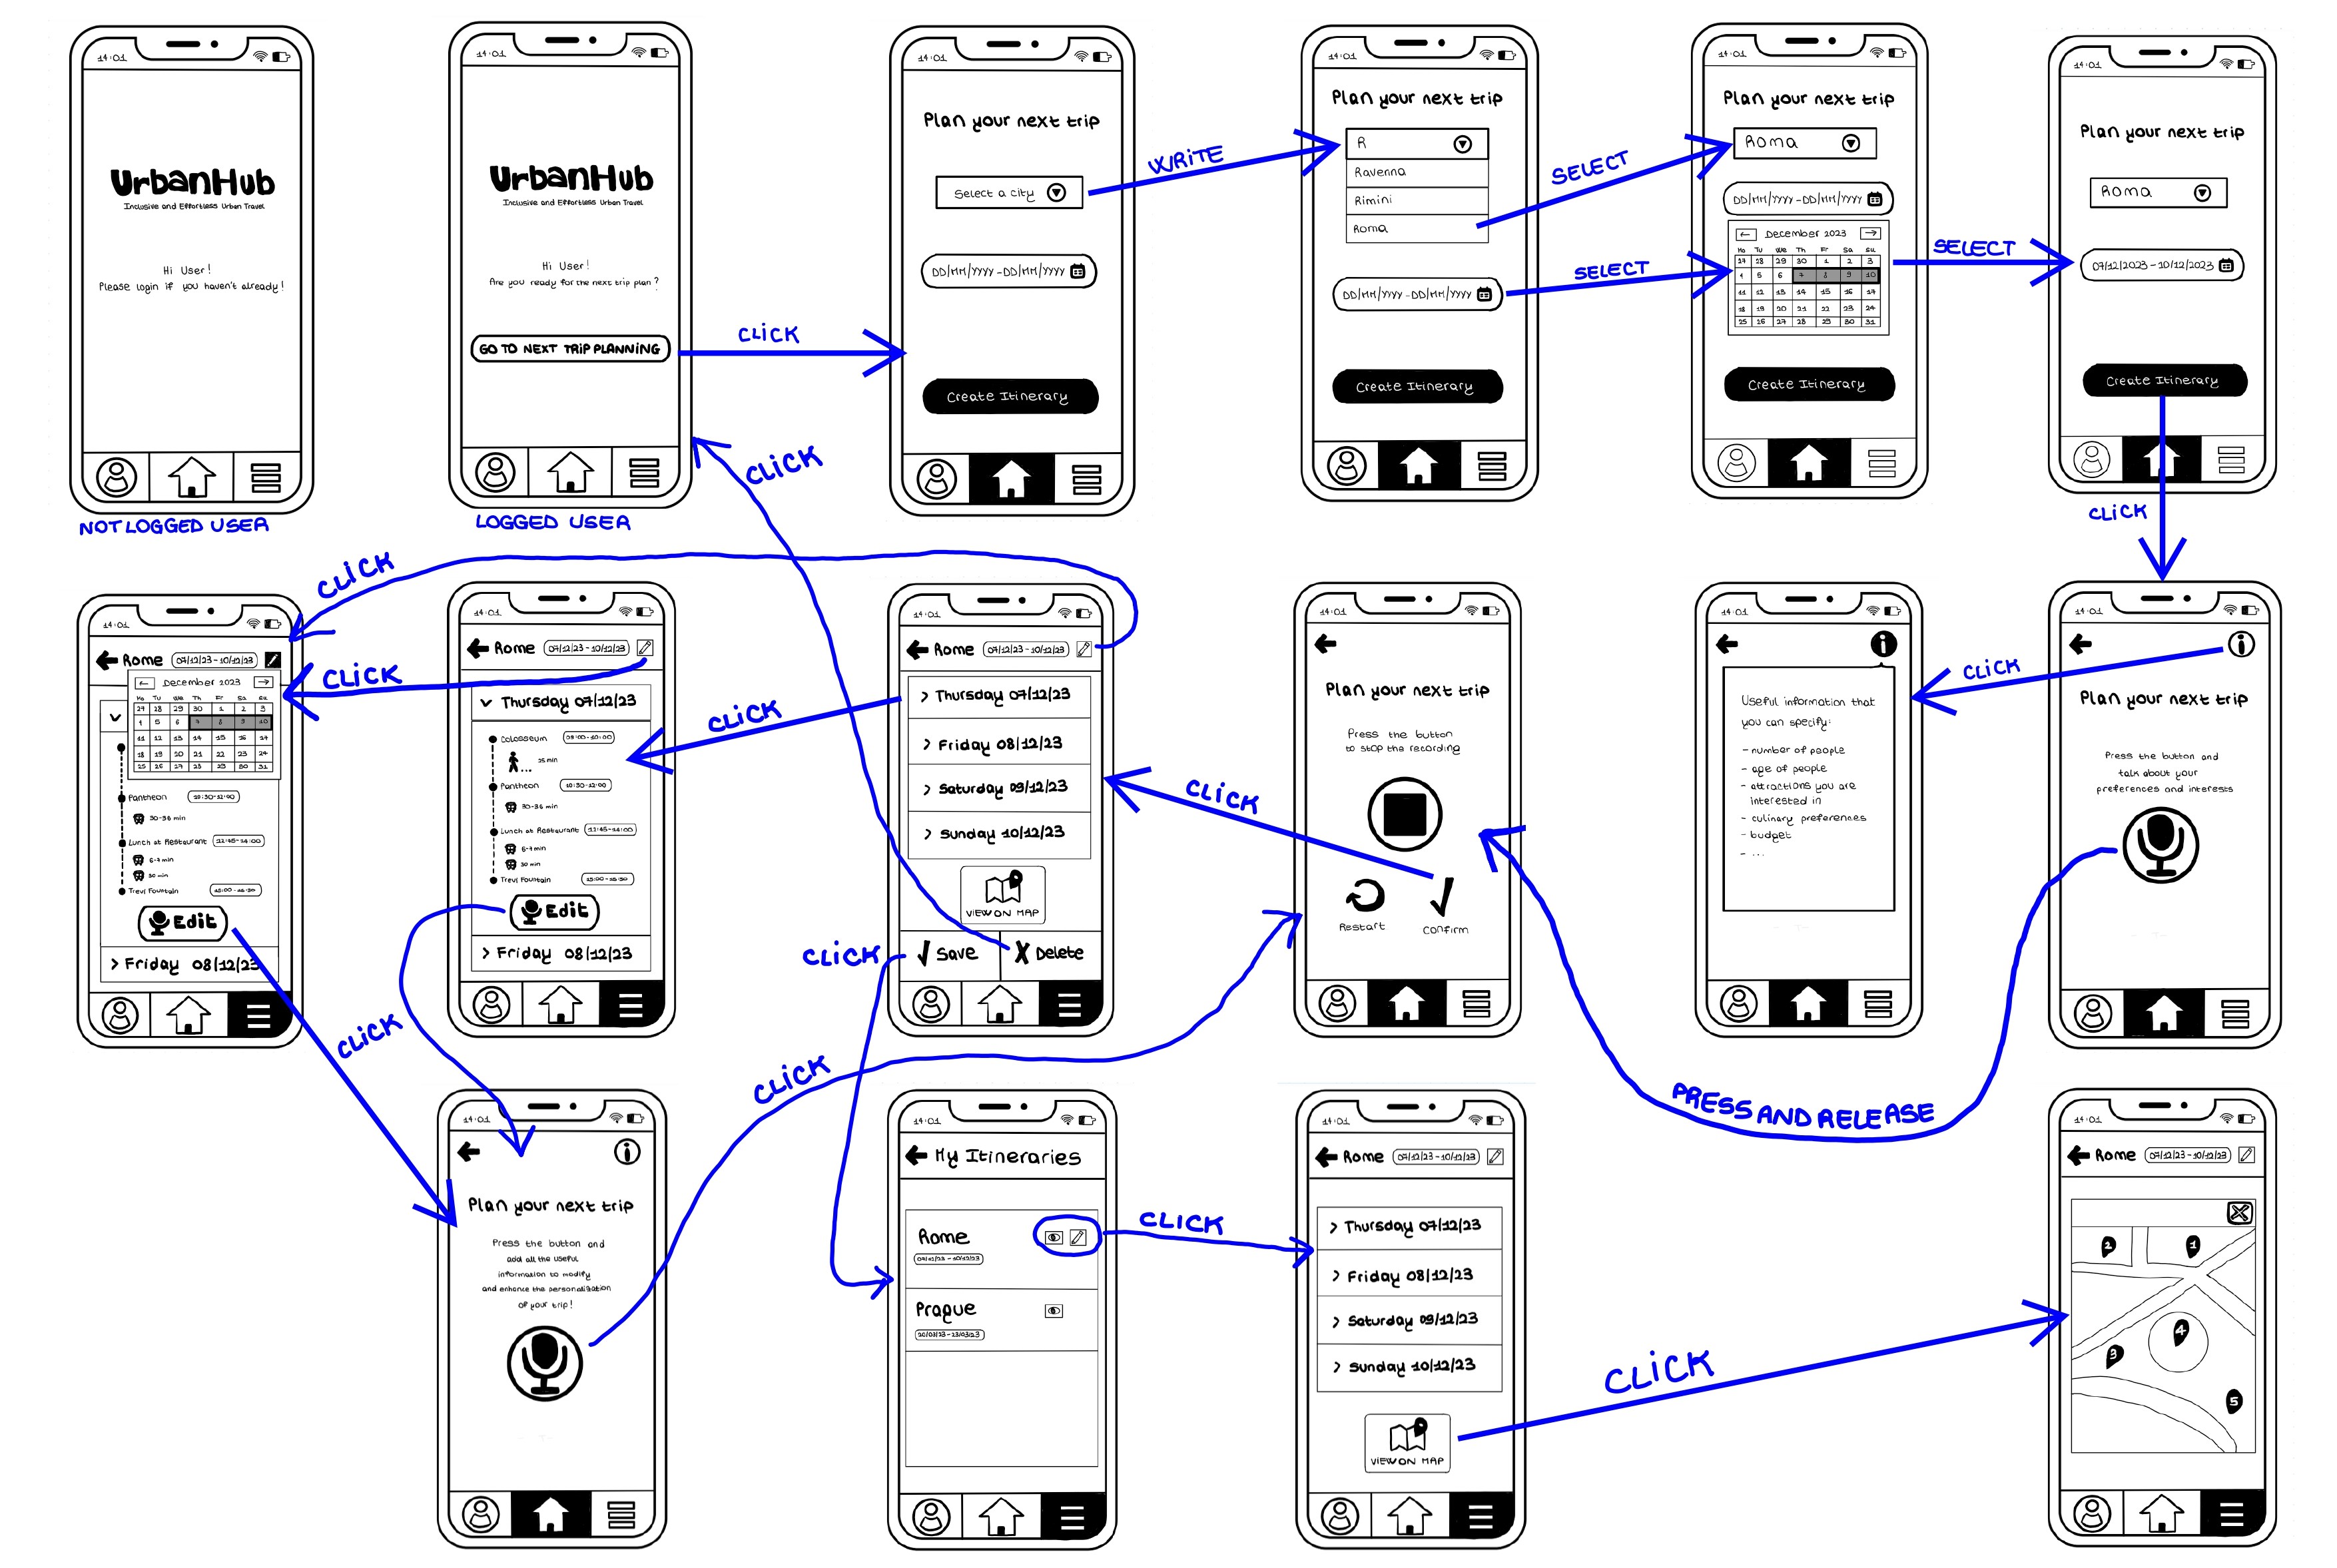 14:01
UrbanHub
Inclusive and Effortless Urban Travel
Hi User!
Please login if you haven't already!
NOT LOGGED USER
14:01
UrbanHub
Inclusive and Effortless Urban Travel
Hi User!
Are you ready for the next trip plan?
GO TO NEXT TRIP PLANNING
LOGGED USER
CLICK
14:01
Plan your next trip
Select a city
DD/MM/YYYY-DD/MM/YYYY
Create Itinerary
WRITE
14:01
Plan your next trip
R
Ravenna
Rimini
Roma
DD/MM/YYYY-DD/MM/YYYY
Create Itinerary
SELECT
SELECT
14:01
Plan your next trip
Roma
DD/MM/YYYY-DD/MM/YYYY
December 2023
Mo Tu We Th Fr Sa Su
27 28 29 30 1 2 3
4 5 6 7 8 9 10
11 12 13 14 15 16 17
18 19 20 21 22 23 24
25 26 27 28 29 30 31
Create Itinerary
SELECT
14:01
Plan your next trip
Roma
07/12/2023-10/12/2023
Create Itinerary
CLICK
CLICK
CLICK
14:01
Rome 07/12/23-10/12/23
December 2023
Mo Tu We Th Fr Sa Su
27 28 29 30 1 2 3
4 5 6 7 8 9 10
11 12 13 14 15 16 17
18 19 20 21 22 23 24
25 26 27 28 29 30 31
Pantheon 10:30-12:00
30-36 min
Lunch at Restaurant 12:45-14:00
6-7 min
30 min
Trevi Fountain 15:00-15:30
Edit
Friday 08/12/23
CLICK
14:01
Rome 07/12/23-10/12/23
Thursday 07/12/23
Colosseum 09:00-10:00
25 min
Pantheon 10:30-12:00
30-36 min
Lunch at Restaurant 12:45-14:00
6-7 min
30 min
Trevi Fountain 15:00-15:30
Edit
Friday 08/12/23
CLICK
CLICK
14:01
Rome 07/12/23-10/12/23
Thursday 07/12/23
Friday 08/12/23
Saturday 09/12/23
Sunday 10/12/23
VIEW ON MAP
Save
Delete
CLICK
CLICK
14:01
Plan your next trip
Press the button
to stop the recording
Restart
Confirm
14:01
i
Useful information that
you can specify:
- number of people
- age of people
- attractions you are
interested in
- culinary preferences
- budget
- ...
CLICK
14:01
i
Plan your next trip
Press the button and
talk about your
preferences and interests
PRESS AND RELEASE
14:01
i
Plan your next trip
Press the button and
add all the useful
information to modify
and enhance the personalization
of your trip!
CLICK
14:01
My Itineraries
Rome
07/12/23-10/12/23
Prague
20/03/23-23/03/23
CLICK
14:01
Rome 07/12/23-10/12/23
Thursday 07/12/23
Friday 08/12/23
Saturday 09/12/23
Sunday 10/12/23
VIEW ON MAP
CLICK
14:01
Rome 07/12/23-10/12/23
X
2
1
4
3
5